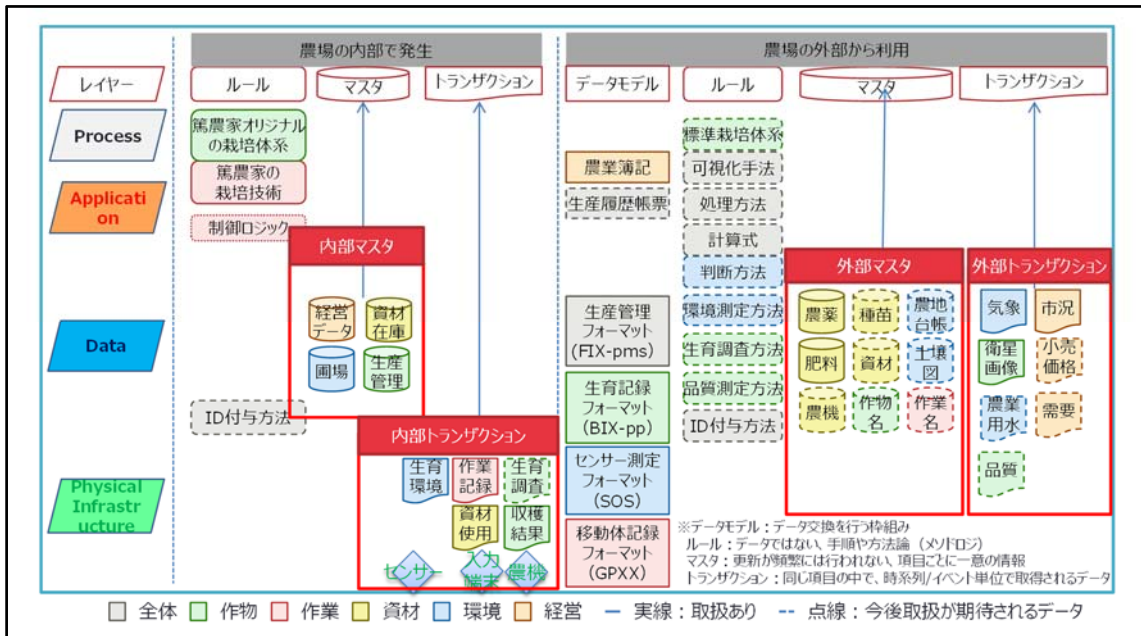 農場の内部で発生
農場の外部から利用
レイヤー
ルール
マスタ
トランザクション
データモデル
ルール
マスタ
トランザクション
Process
篤農家オリジナル
の栽培体系
標準栽培体系
Applicati
on
篤農家の
栽培技術
農業簿記
可視化手法
生産履歴帳票
処理方法
制御ロジック
計算式
内部マスタ
判断方法
外部マスタ
外部トランザクション
Data
経営
データ
資材
在庫
圃場
生産
管理
生産管理
フォーマット
(FIX-pms)
環境測定方法
生育調査方法
農薬
種苗
農地
台帳
肥料
資材
土壌
図
農機
作物
名
作業
名
気象
市況
衛星
画像
小売
価格
農業
用水
需要
品質
ID付与方法
生育記録
フォーマット
(BIX-pp)
品質測定方法
ID付与方法
内部トランザクション
Physical
Infrastr
ucture
生育
環境
作業
記録
生育
調査
資材
使用
収穫
結果
センサー
入力
端末
農機
センサー測定
フォーマット
(SOS)
移動体記録
フォーマット
(GPXX)
※データモデル：データ交換を行う枠組み
ルール：データではない、手順や方法論（メソドロジ）
マスタ：更新が頻繁には行われない、項目ごとに一意の情報
トランザクション：同じ項目の中で、時系列/イベント単位で取得されるデータ
全体 作物 作業 資材 環境 経営 実線：取扱あり 点線：今後取扱が期待されるデータ